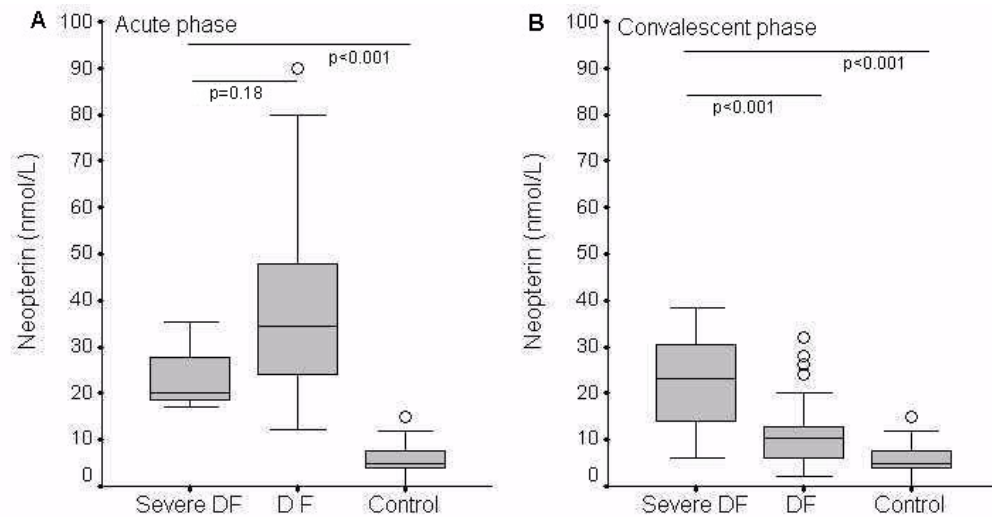 A Acute phase
p<0.001
p=0.18
Neopterin (nmol/L)
100
90
80
70
60
50
40
30
20
10
0
Severe DF D F Control
B Convalescent phase
p<0.001
p<0.001
Neopterin (nmol/L)
100
90
80
70
60
50
40
30
20
10
0
Severe DF DF Control